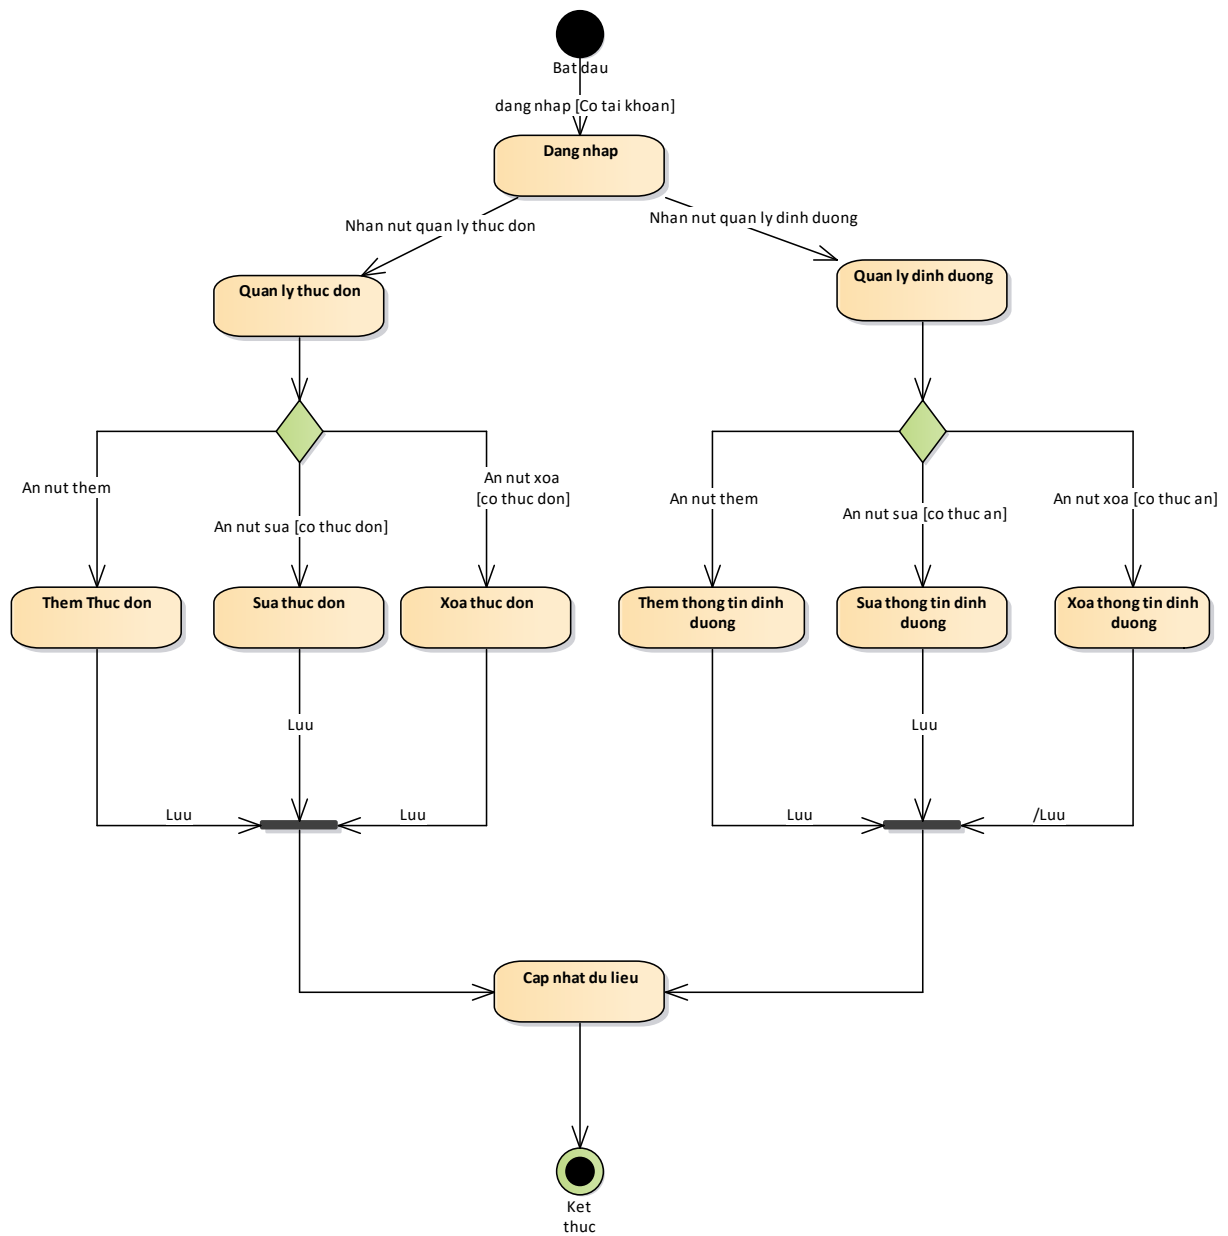 Bat dau
dang nhap [Co tai khoan]
Dang nhap
Nhan nut quan ly thuc don
Nhan nut quan ly dinh duong
Quan ly thuc don
Quan ly dinh duong
An nut them
An nut sua [co thuc don]
An nut xoa
[co thuc don]
An nut them
An nut sua [co thuc an]
An nut xoa [co thuc an]
Them Thuc don
Sua thuc don
Xoa thuc don
Them thong tin dinh
duong
Sua thong tin dinh
duong
Xoa thong tin dinh
duong
Luu
Luu
Luu
Luu
Luu
/Luu
Cap nhat du lieu
Ket
thuc